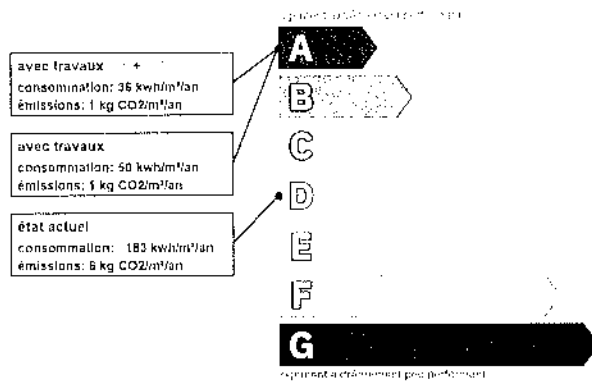 avec travaux + +
consommation: 36 kwh/m²/an
émissions: 1 kg CO2/m²/an
avec travaux
consommation: 50 kwh/m²/an
émissions: 1 kg CO2/m²/an
état actuel
consommation: 183 kwh/m²/an
émissions: 6 kg CO2/m²/an
A
B
C
D
E
F
G
peu performant